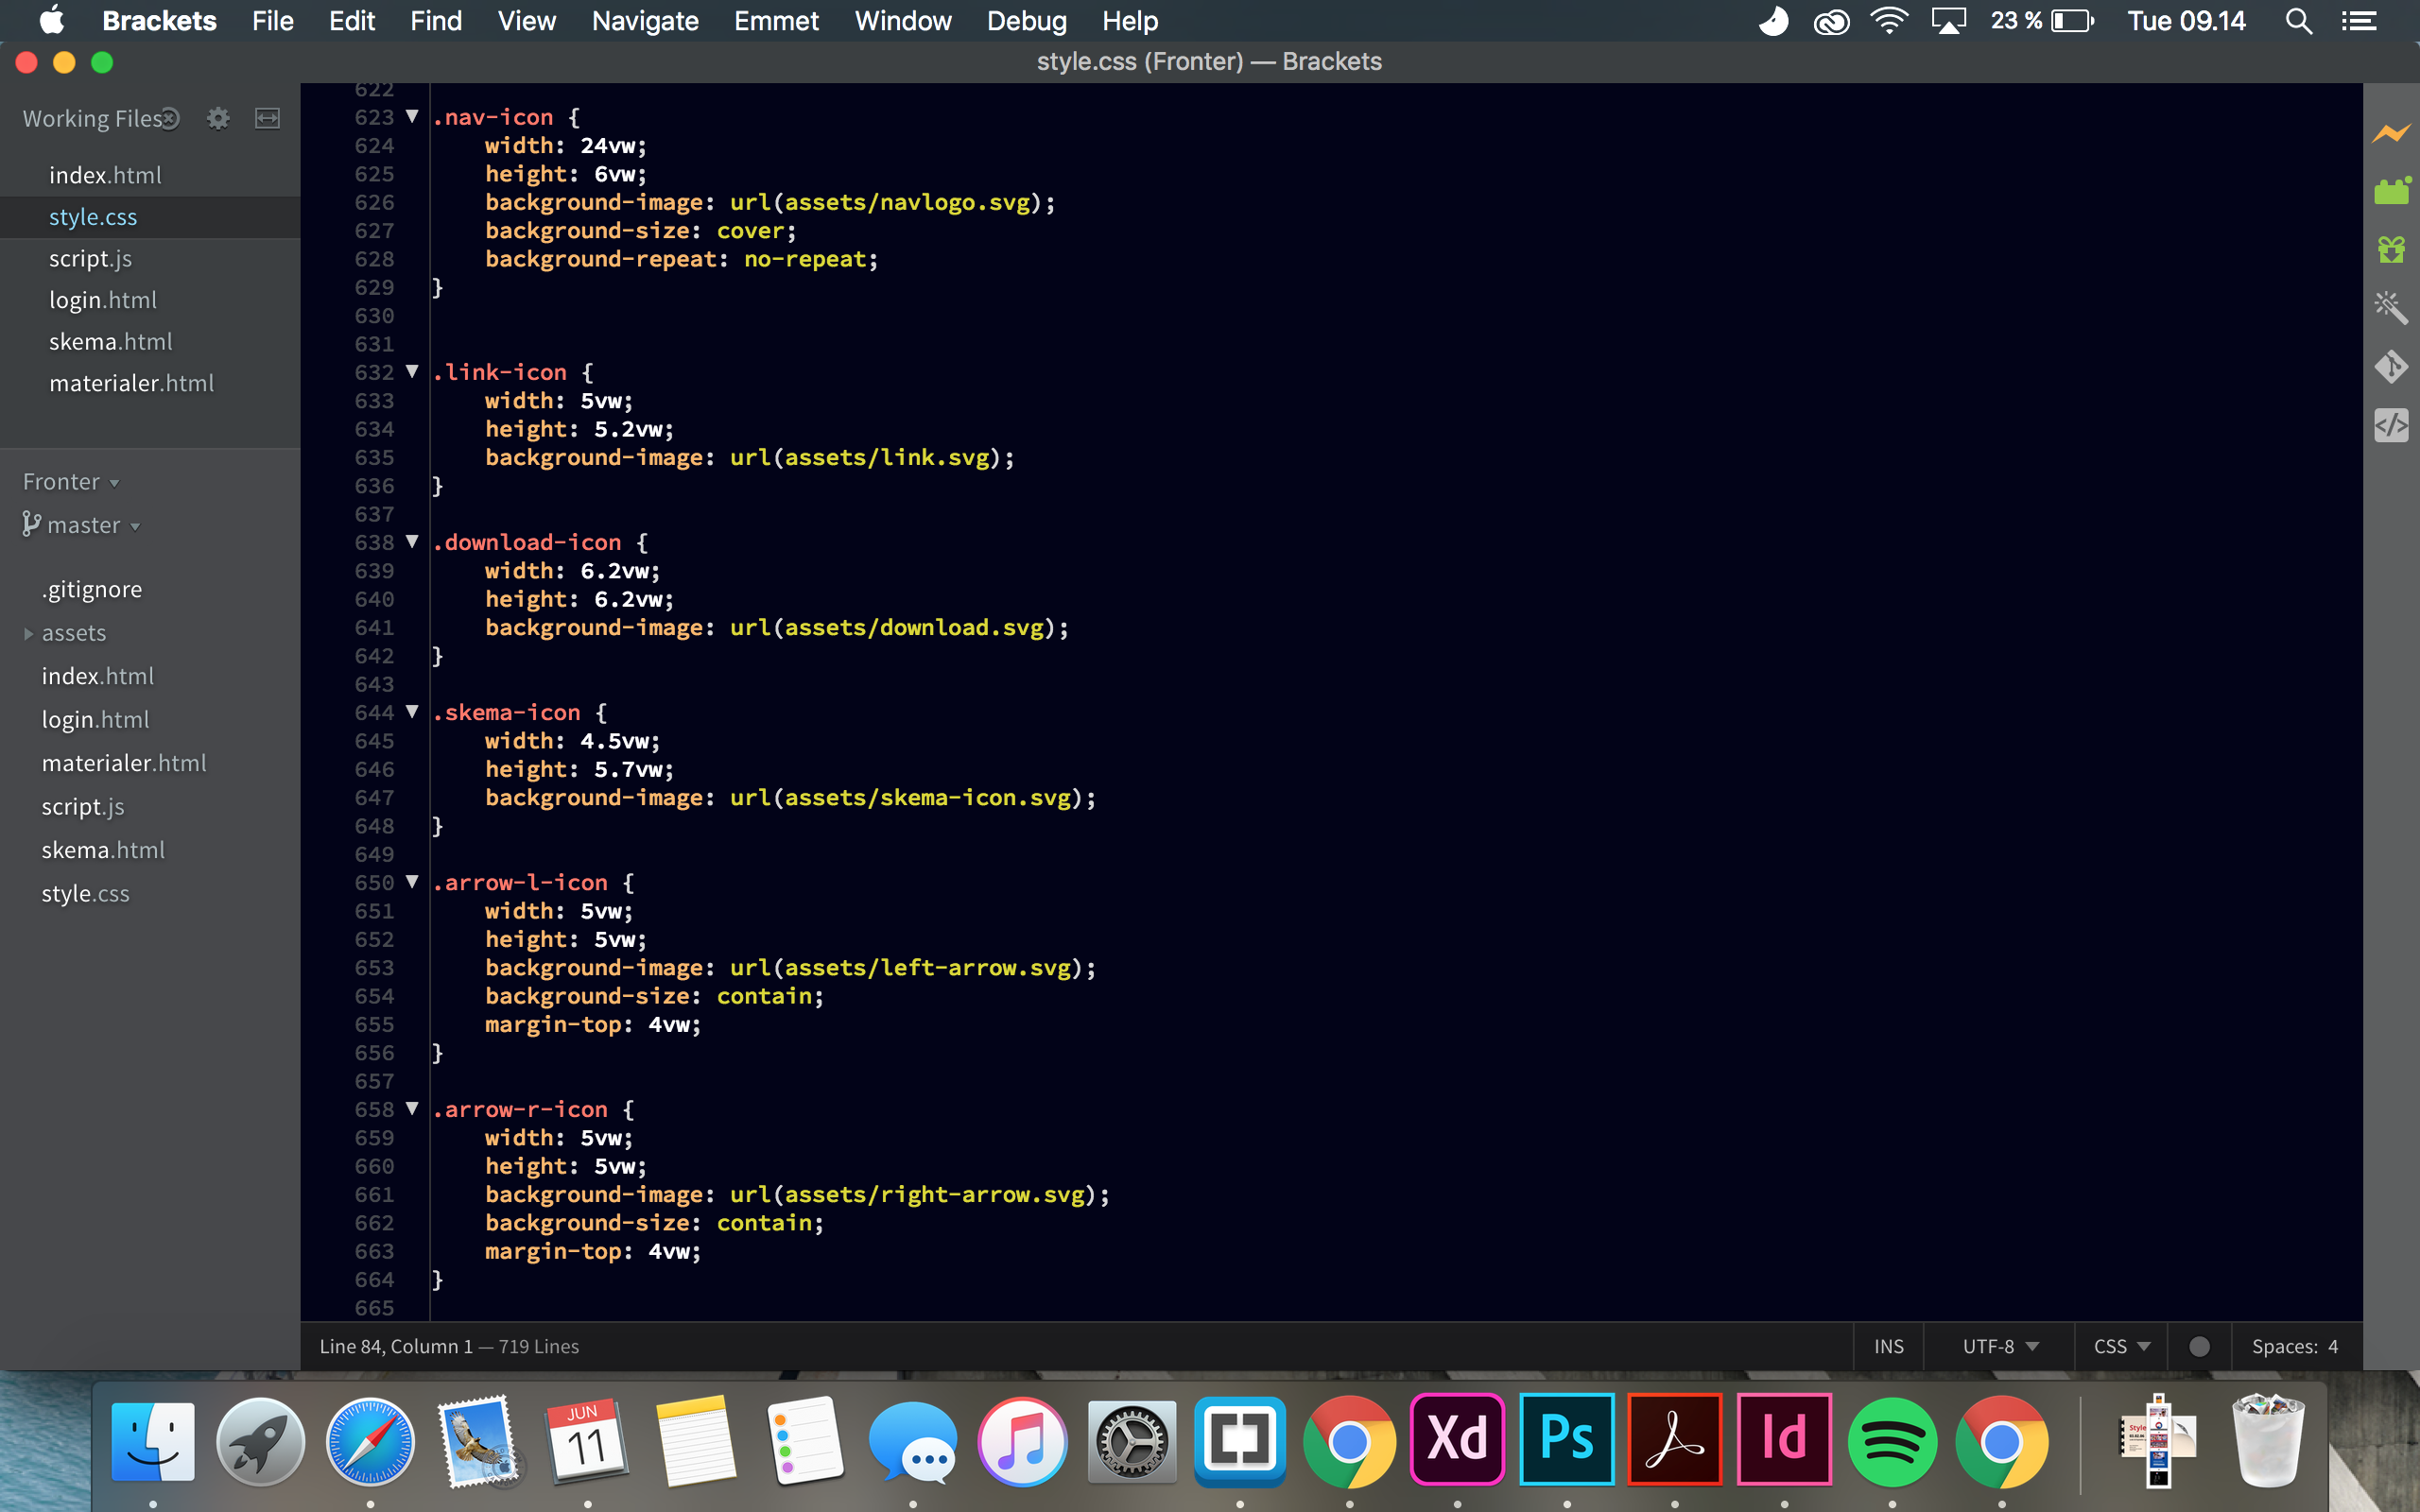 Brackets File Edit Find View Navigate Emmet Window Debug Help 23 % Tue 09.14
style.css (Fronter) — Brackets
Working Files
index.html
style.css
script.js
login.html
skema.html
materialer.html
Fronter
master
.gitignore
assets
index.html
login.html
materialer.html
script.js
skema.html
style.css
622
623 .nav-icon {
624 width: 24vw;
625 height: 6vw;
626 background-image: url(assets/navlogo.svg);
627 background-size: cover;
628 background-repeat: no-repeat;
629 }
630
631
632 .link-icon {
633 width: 5vw;
634 height: 5.2vw;
635 background-image: url(assets/link.svg);
636 }
637
638 .download-icon {
639 width: 6.2vw;
640 height: 6.2vw;
641 background-image: url(assets/download.svg);
642 }
643
644 .skema-icon {
645 width: 4.5vw;
646 height: 5.7vw;
647 background-image: url(assets/skema-icon.svg);
648 }
649
650 .arrow-l-icon {
651 width: 5vw;
652 height: 5vw;
653 background-image: url(assets/left-arrow.svg);
654 background-size: contain;
655 margin-top: 4vw;
656 }
657
658 .arrow-r-icon {
659 width: 5vw;
660 height: 5vw;
661 background-image: url(assets/right-arrow.svg);
662 background-size: contain;
663 margin-top: 4vw;
664 }
665
Line 84, Column 1 — 719 Lines INS UTF-8 CSS Spaces: 4
JUN
11
Xd
Ps
Id
Style